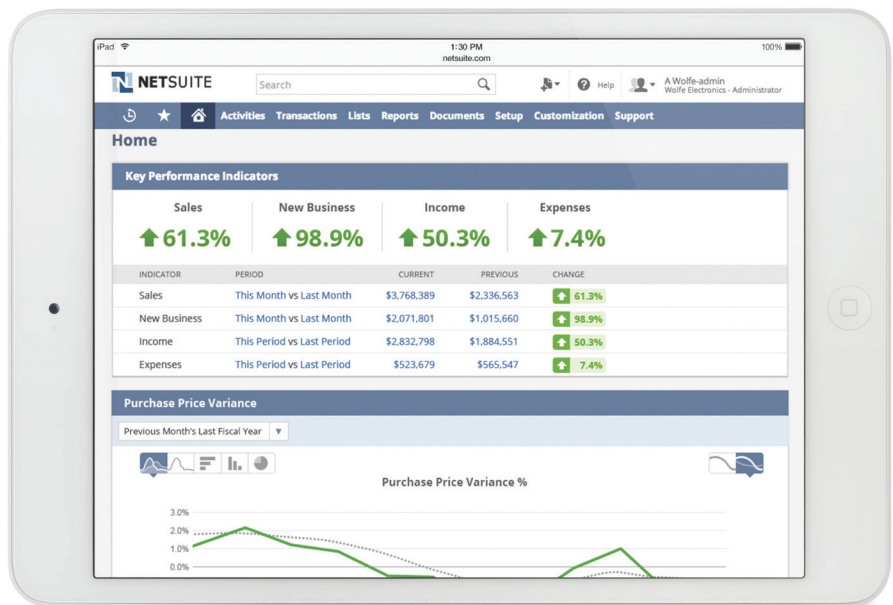 iPad 1:30 PM 100%
netsuite.com
NETSUITE Search Help A Wolfe-admin
Wolfe Electronics - Administrator
Activities Transactions Lists Reports Documents Setup Customization Support
Home
Key Performance Indicators
Sales New Business Income Expenses
61.3% 98.9% 50.3% 7.4%
INDICATOR PERIOD CURRENT PREVIOUS CHANGE
Sales This Month vs Last Month $3,768,389 $2,336,563 61.3%
New Business This Month vs Last Month $2,071,801 $1,015,660 98.9%
Income This Period vs Last Period $2,832,798 $1,884,551 50.3%
Expenses This Period vs Last Period $523,679 $565,547 7.4%
Purchase Price Variance
Previous Month's Last Fiscal Year
Purchase Price Variance %
3.0%
2.0%
1.0%
0.0%